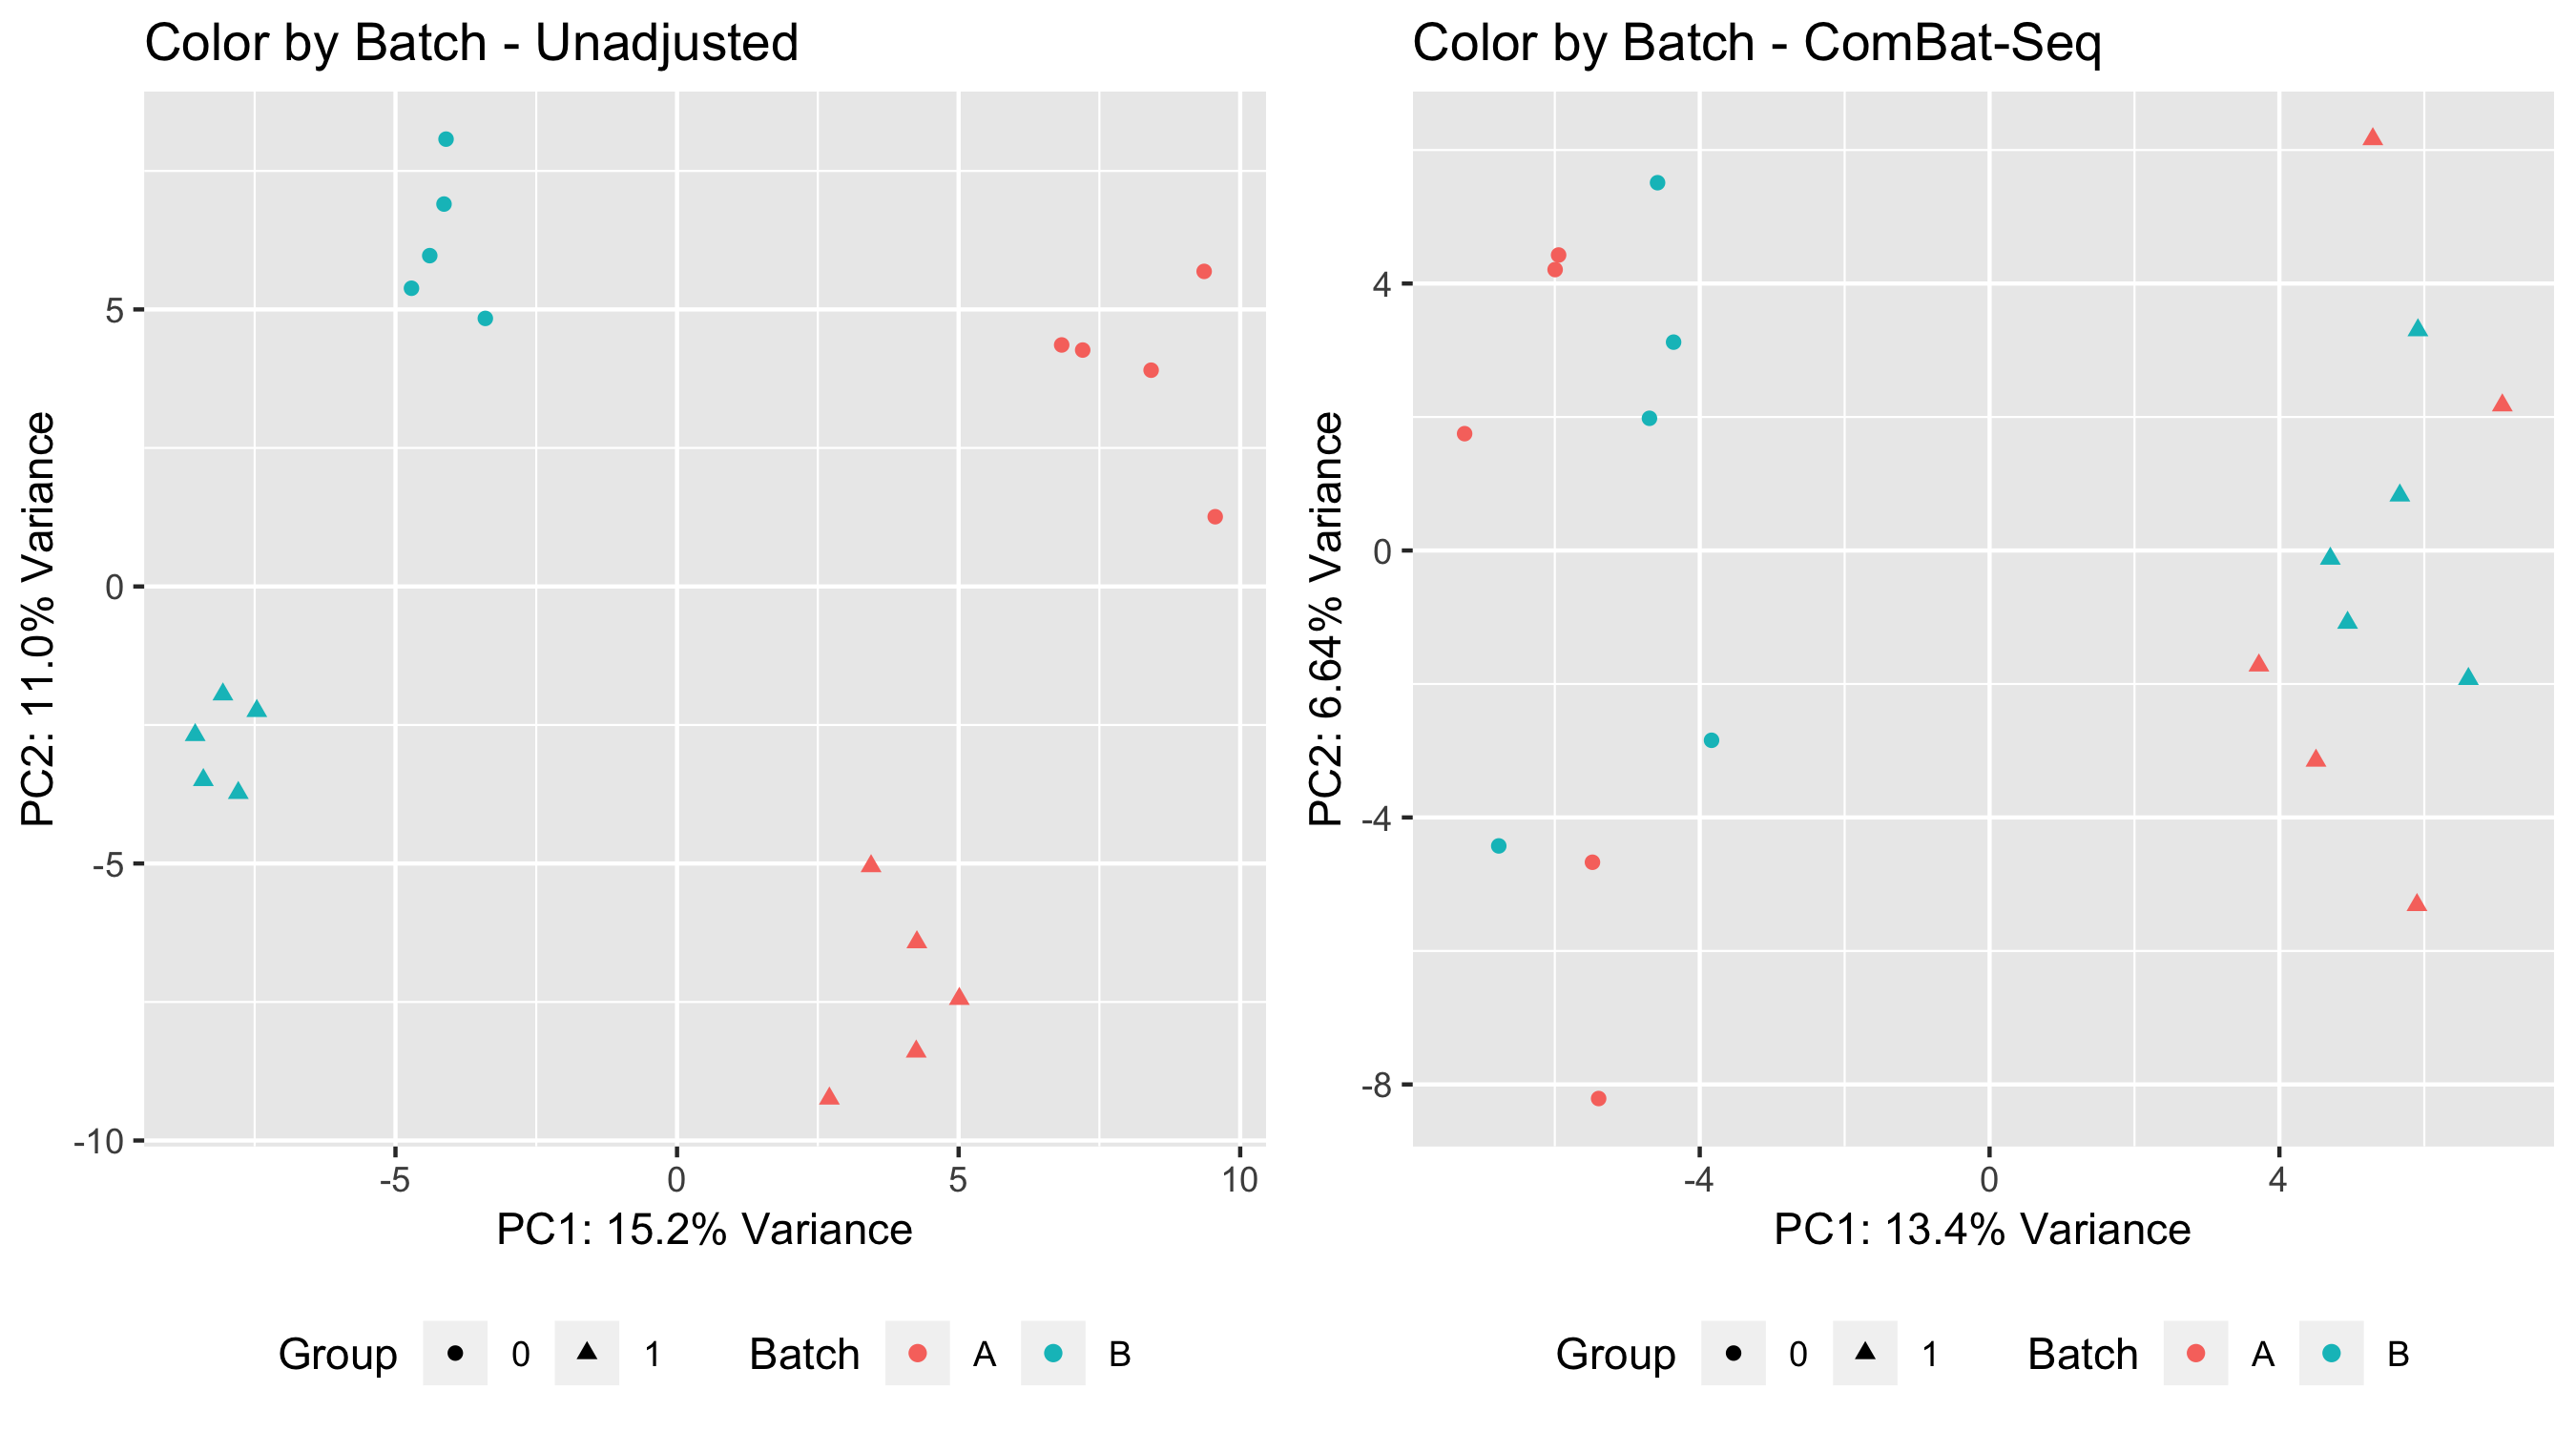 Color by Batch - Unadjusted
PC2: 11.0% Variance
5
0
-5
-10
-5 0 5 10
PC1: 15.2% Variance
Group 0 1 Batch A B
Color by Batch - ComBat-Seq
PC2: 6.64% Variance
4
0
-4
-8
-4 0 4
PC1: 13.4% Variance
Group 0 1 Batch A B